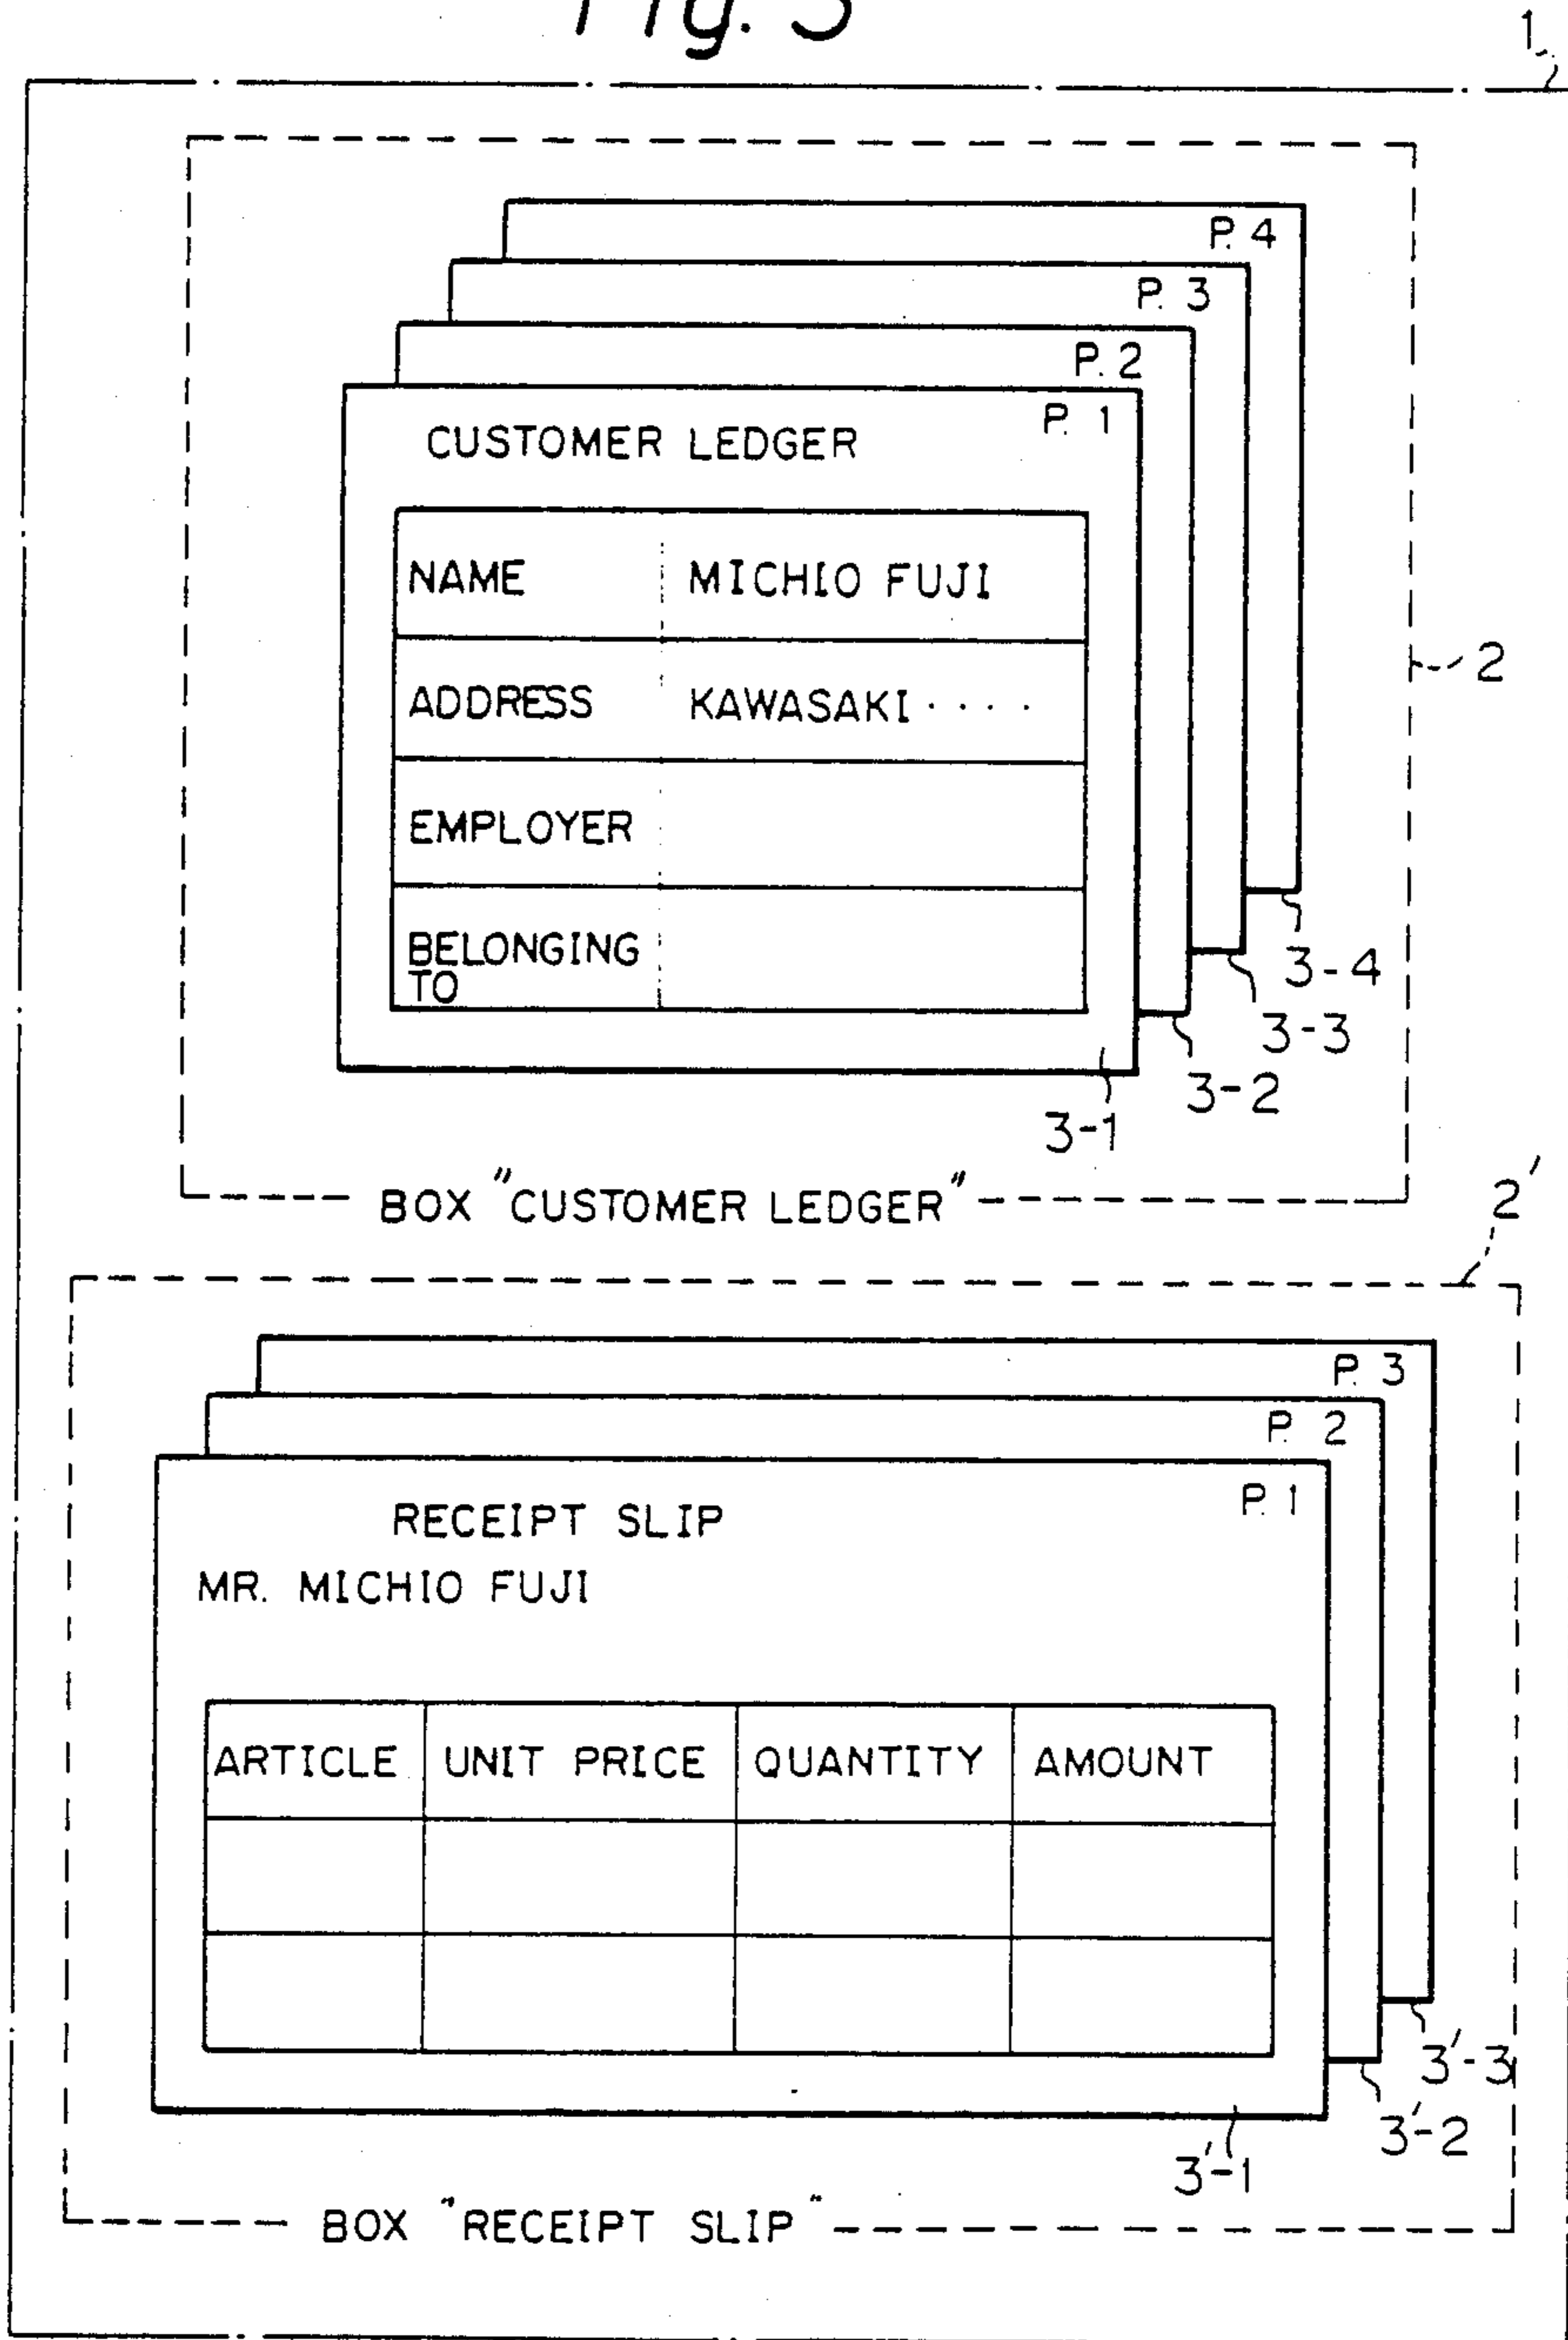 Fig. 3
1
P. 4
P. 3
P. 2
P. 1
CUSTOMER LEDGER
NAME MICHIO FUJI
ADDRESS KAWASAKI ····
EMPLOYER
BELONGING
TO
2
3-4
3-3
3-2
3-1
BOX "CUSTOMER LEDGER"
2'
P. 3
P. 2
P. 1
RECEIPT SLIP
MR. MICHIO FUJI
ARTICLE UNIT PRICE QUANTITY AMOUNT
3'-3
3'-2
3'-1
BOX "RECEIPT SLIP"